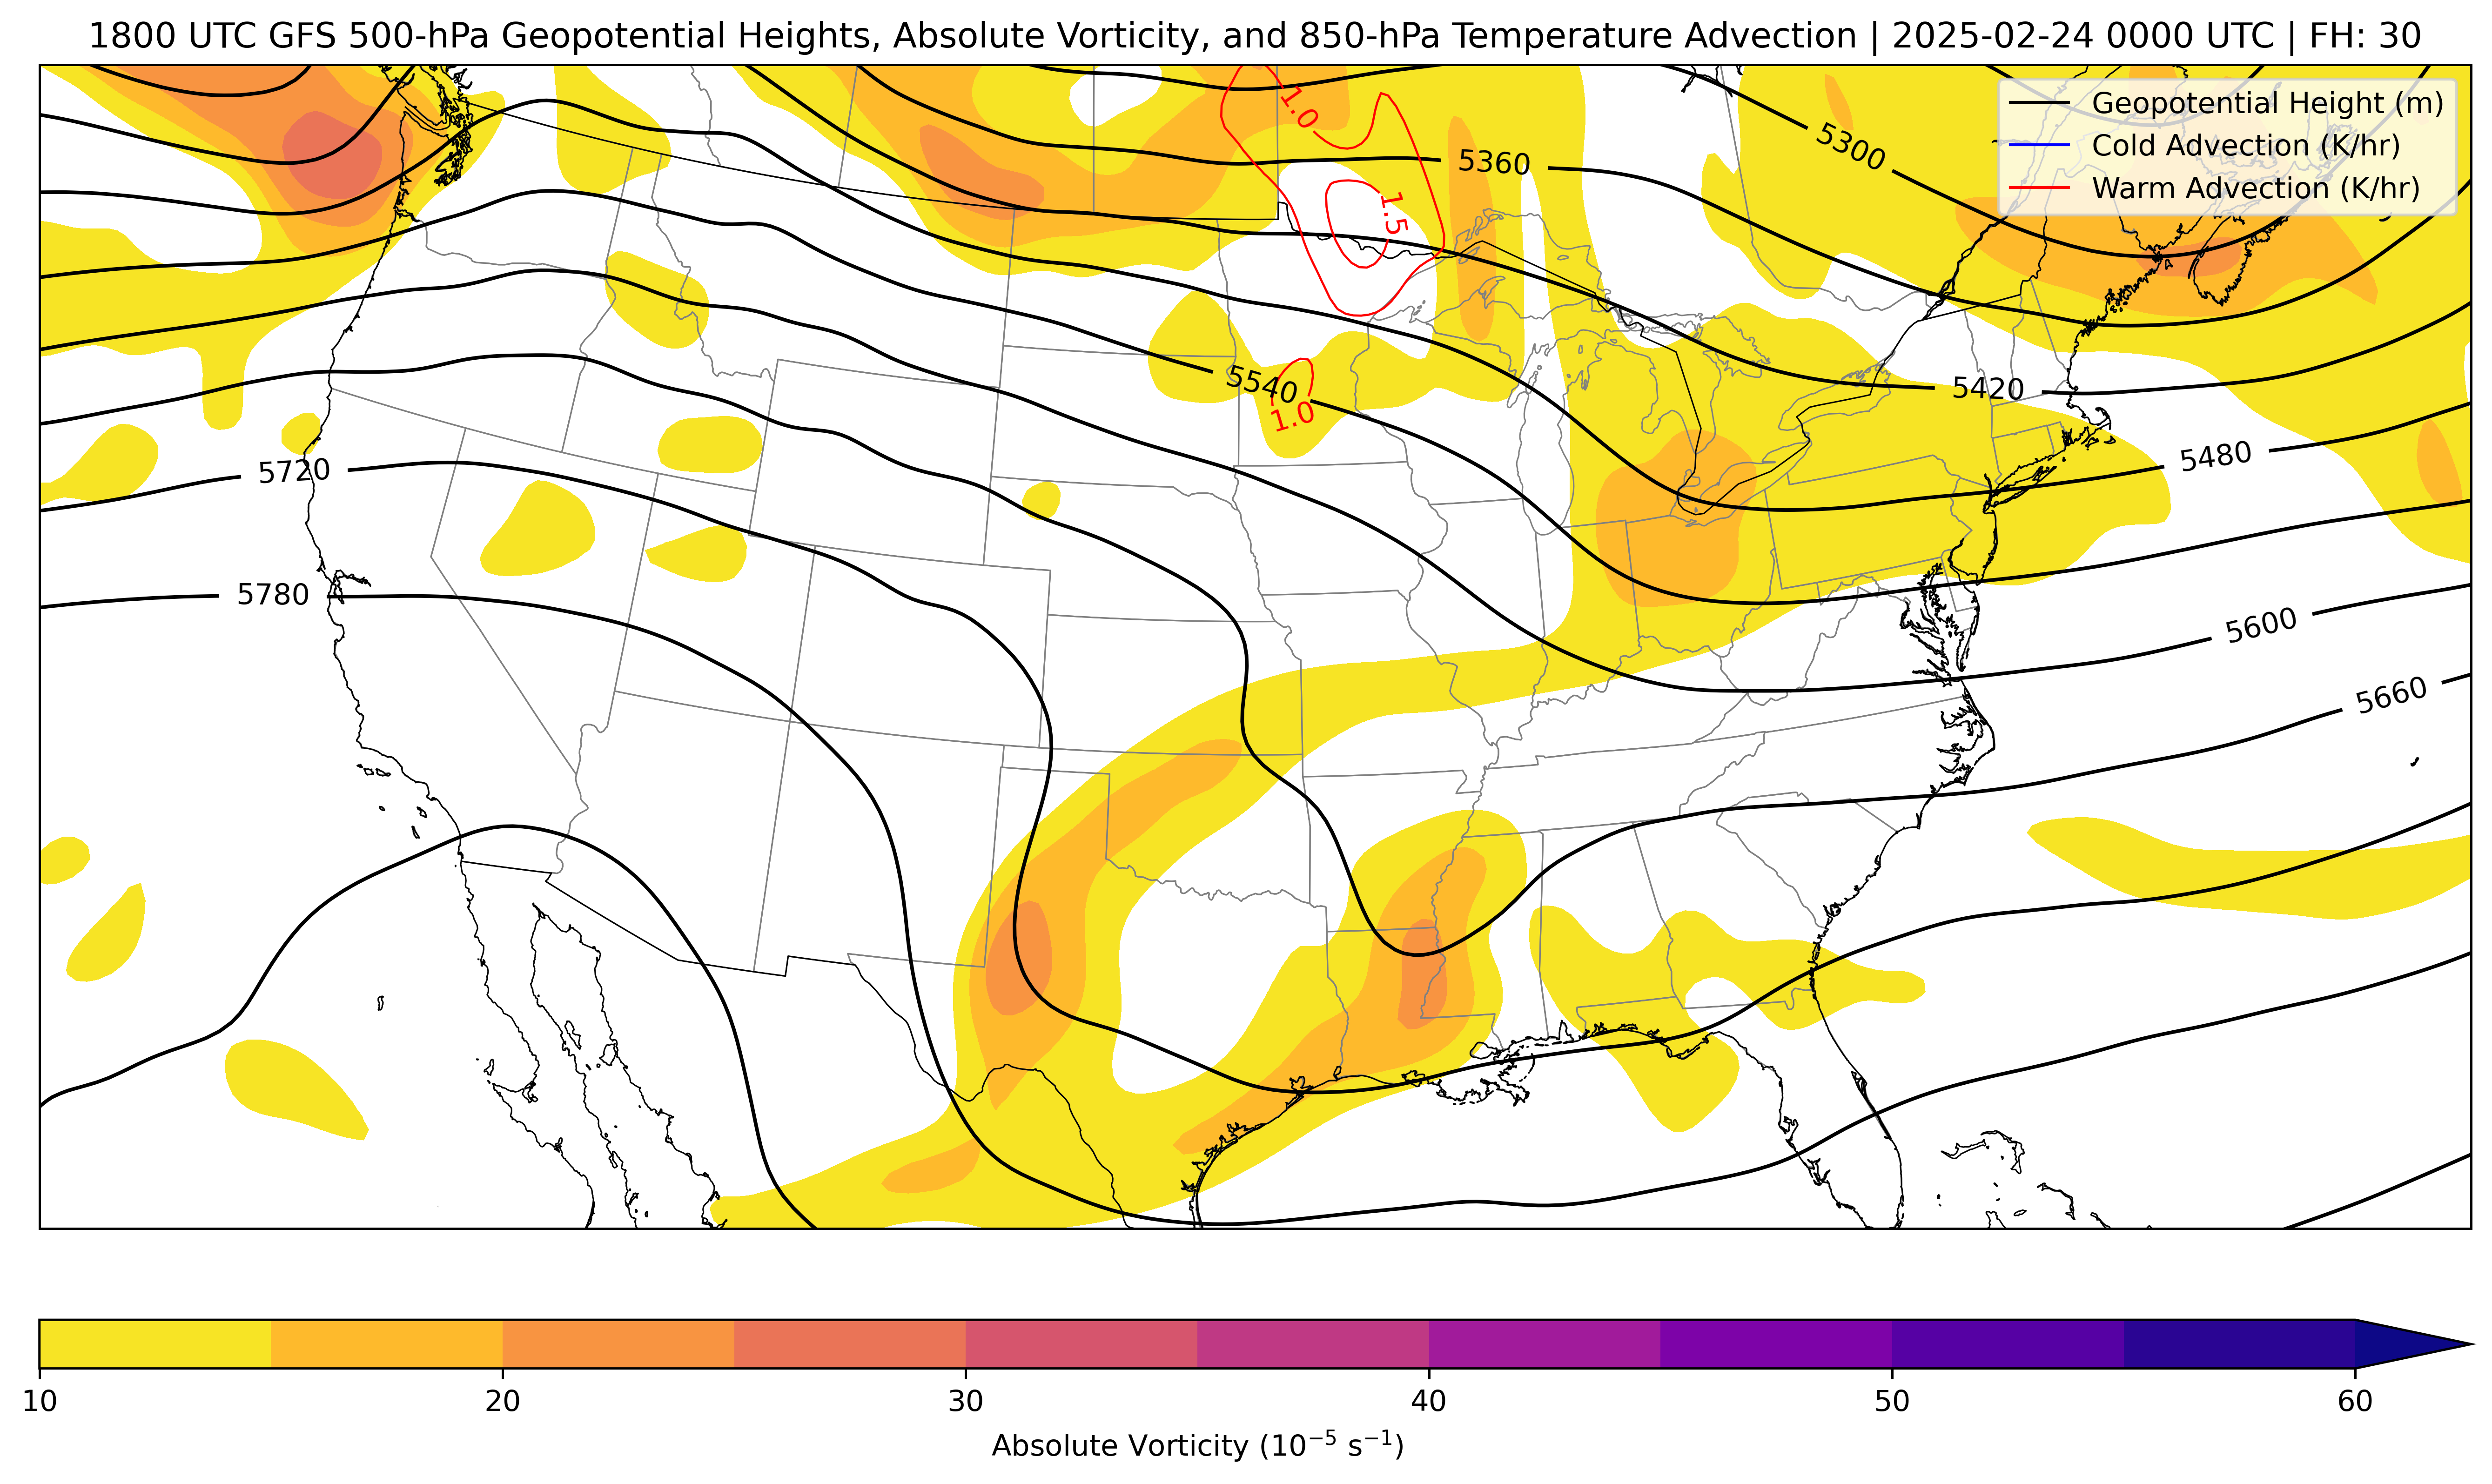 1800 UTC GFS 500-hPa Geopotential Heights, Absolute Vorticity, and 850-hPa Temperature Advection | 2025-02-24 0000 UTC | FH: 30
Geopotential Height (m)
Cold Advection (K/hr)
Warm Advection (K/hr)
1.0
5300
5360
1.5
5540
1.0
5420
5480
5720
5780
5600
5660
10 20 30 40 50 60
Absolute Vorticity (10⁻⁵ s⁻¹)